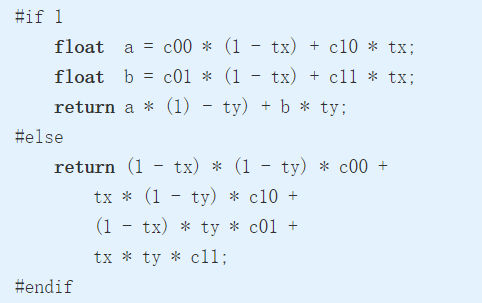 #if 1
float a = c00 * (1 - tx) + c10 * tx;
float b = c01 * (1 - tx) + c11 * tx;
return a * (1) - ty) + b * ty;
#else
return (1 - tx) * (1 - ty) * c00 +
tx * (1 - ty) * c10 +
(1 - tx) * ty * c01 +
tx * ty * c11;
#endif